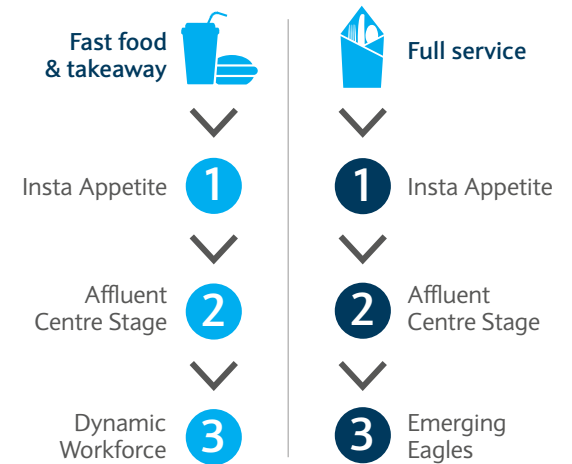 Fast food
& takeaway
1
Insta Appetite
2
Affluent
Centre Stage
3
Dynamic
Workforce
Full service
1
Insta Appetite
2
Affluent
Centre Stage
3
Emerging
Eagles